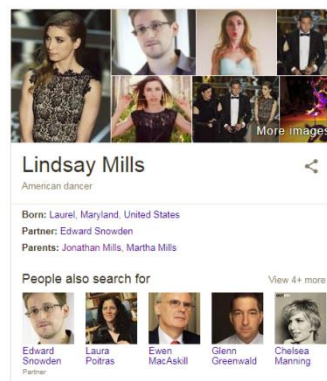 More images
Lindsay Mills
American dancer
Born: Laurel, Maryland, United States
Partner: Edward Snowden
Parents: Jonathan Mills, Martha Mills
People also search for
View 4+ more
Edward Snowden
Partner
Laura Poitras
Ewen MacAskill
Glenn Greenwald
Chelsea Manning